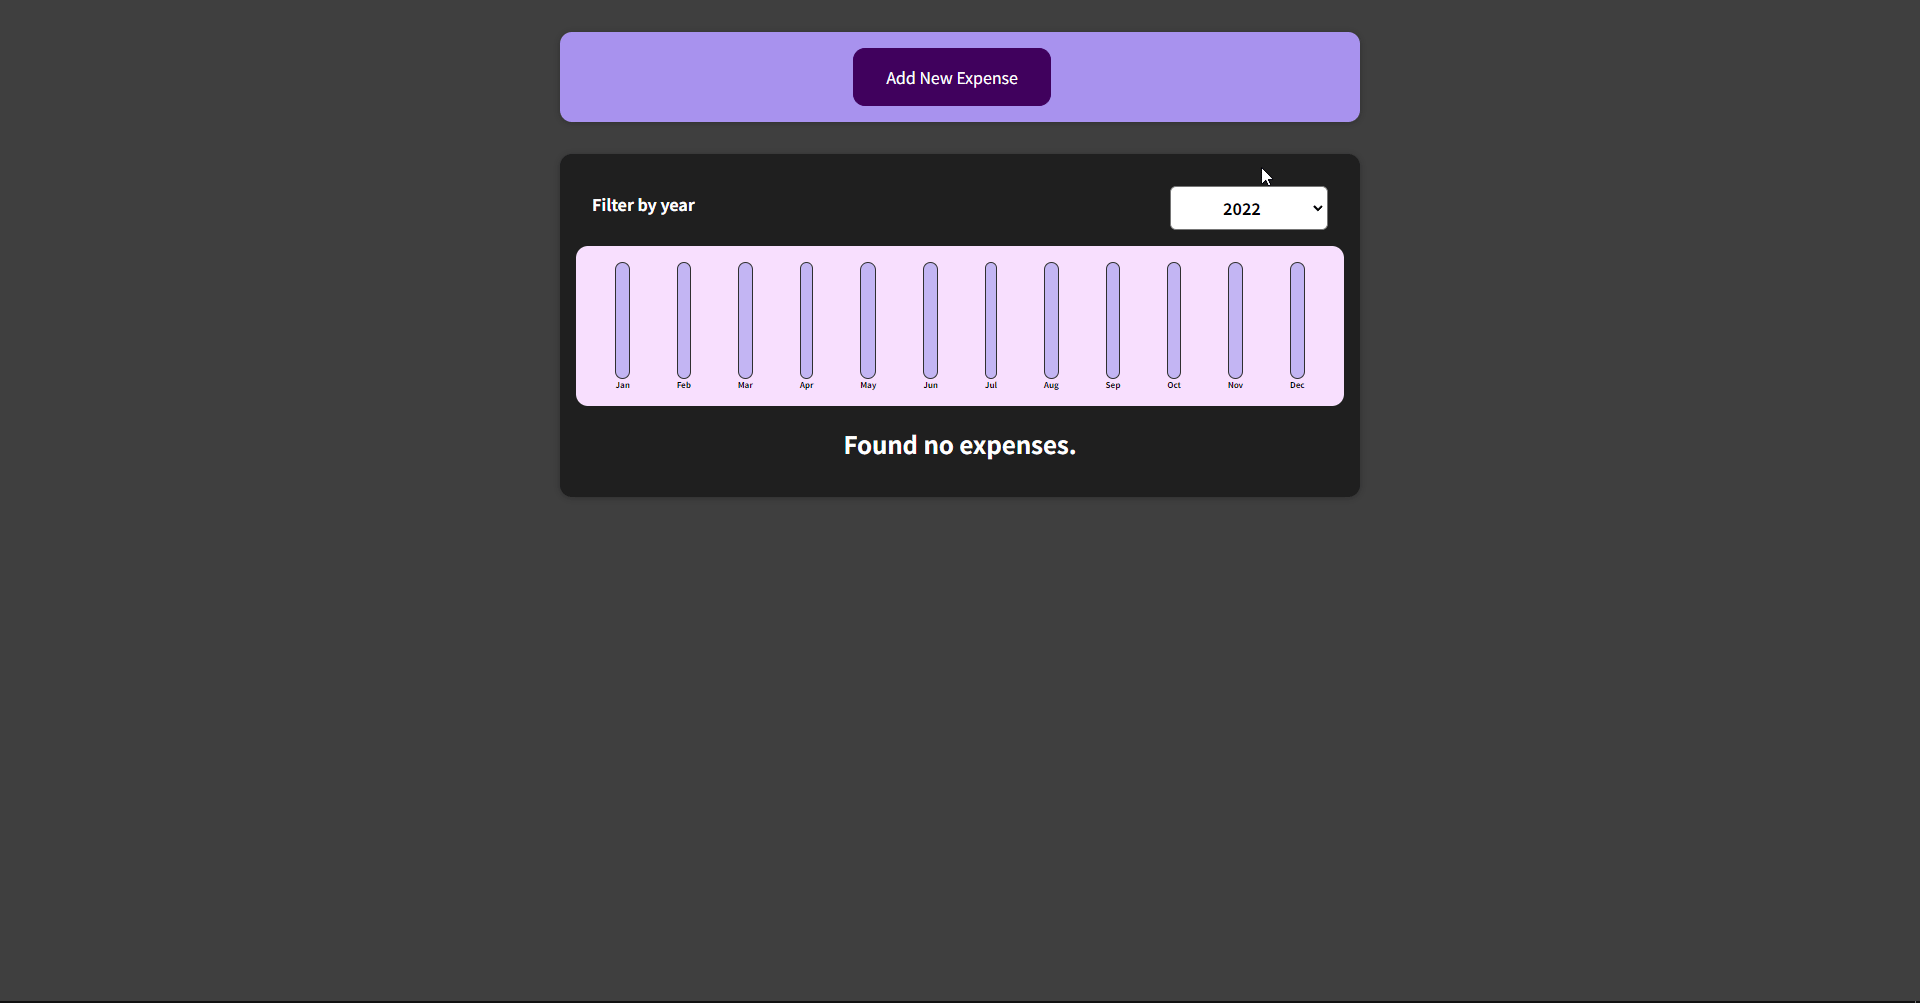 Add New Expense
Filter by year
2022
Jan Feb Mar Apr May Jun Jul Aug Sep Oct Nov Dec
Found no expenses.